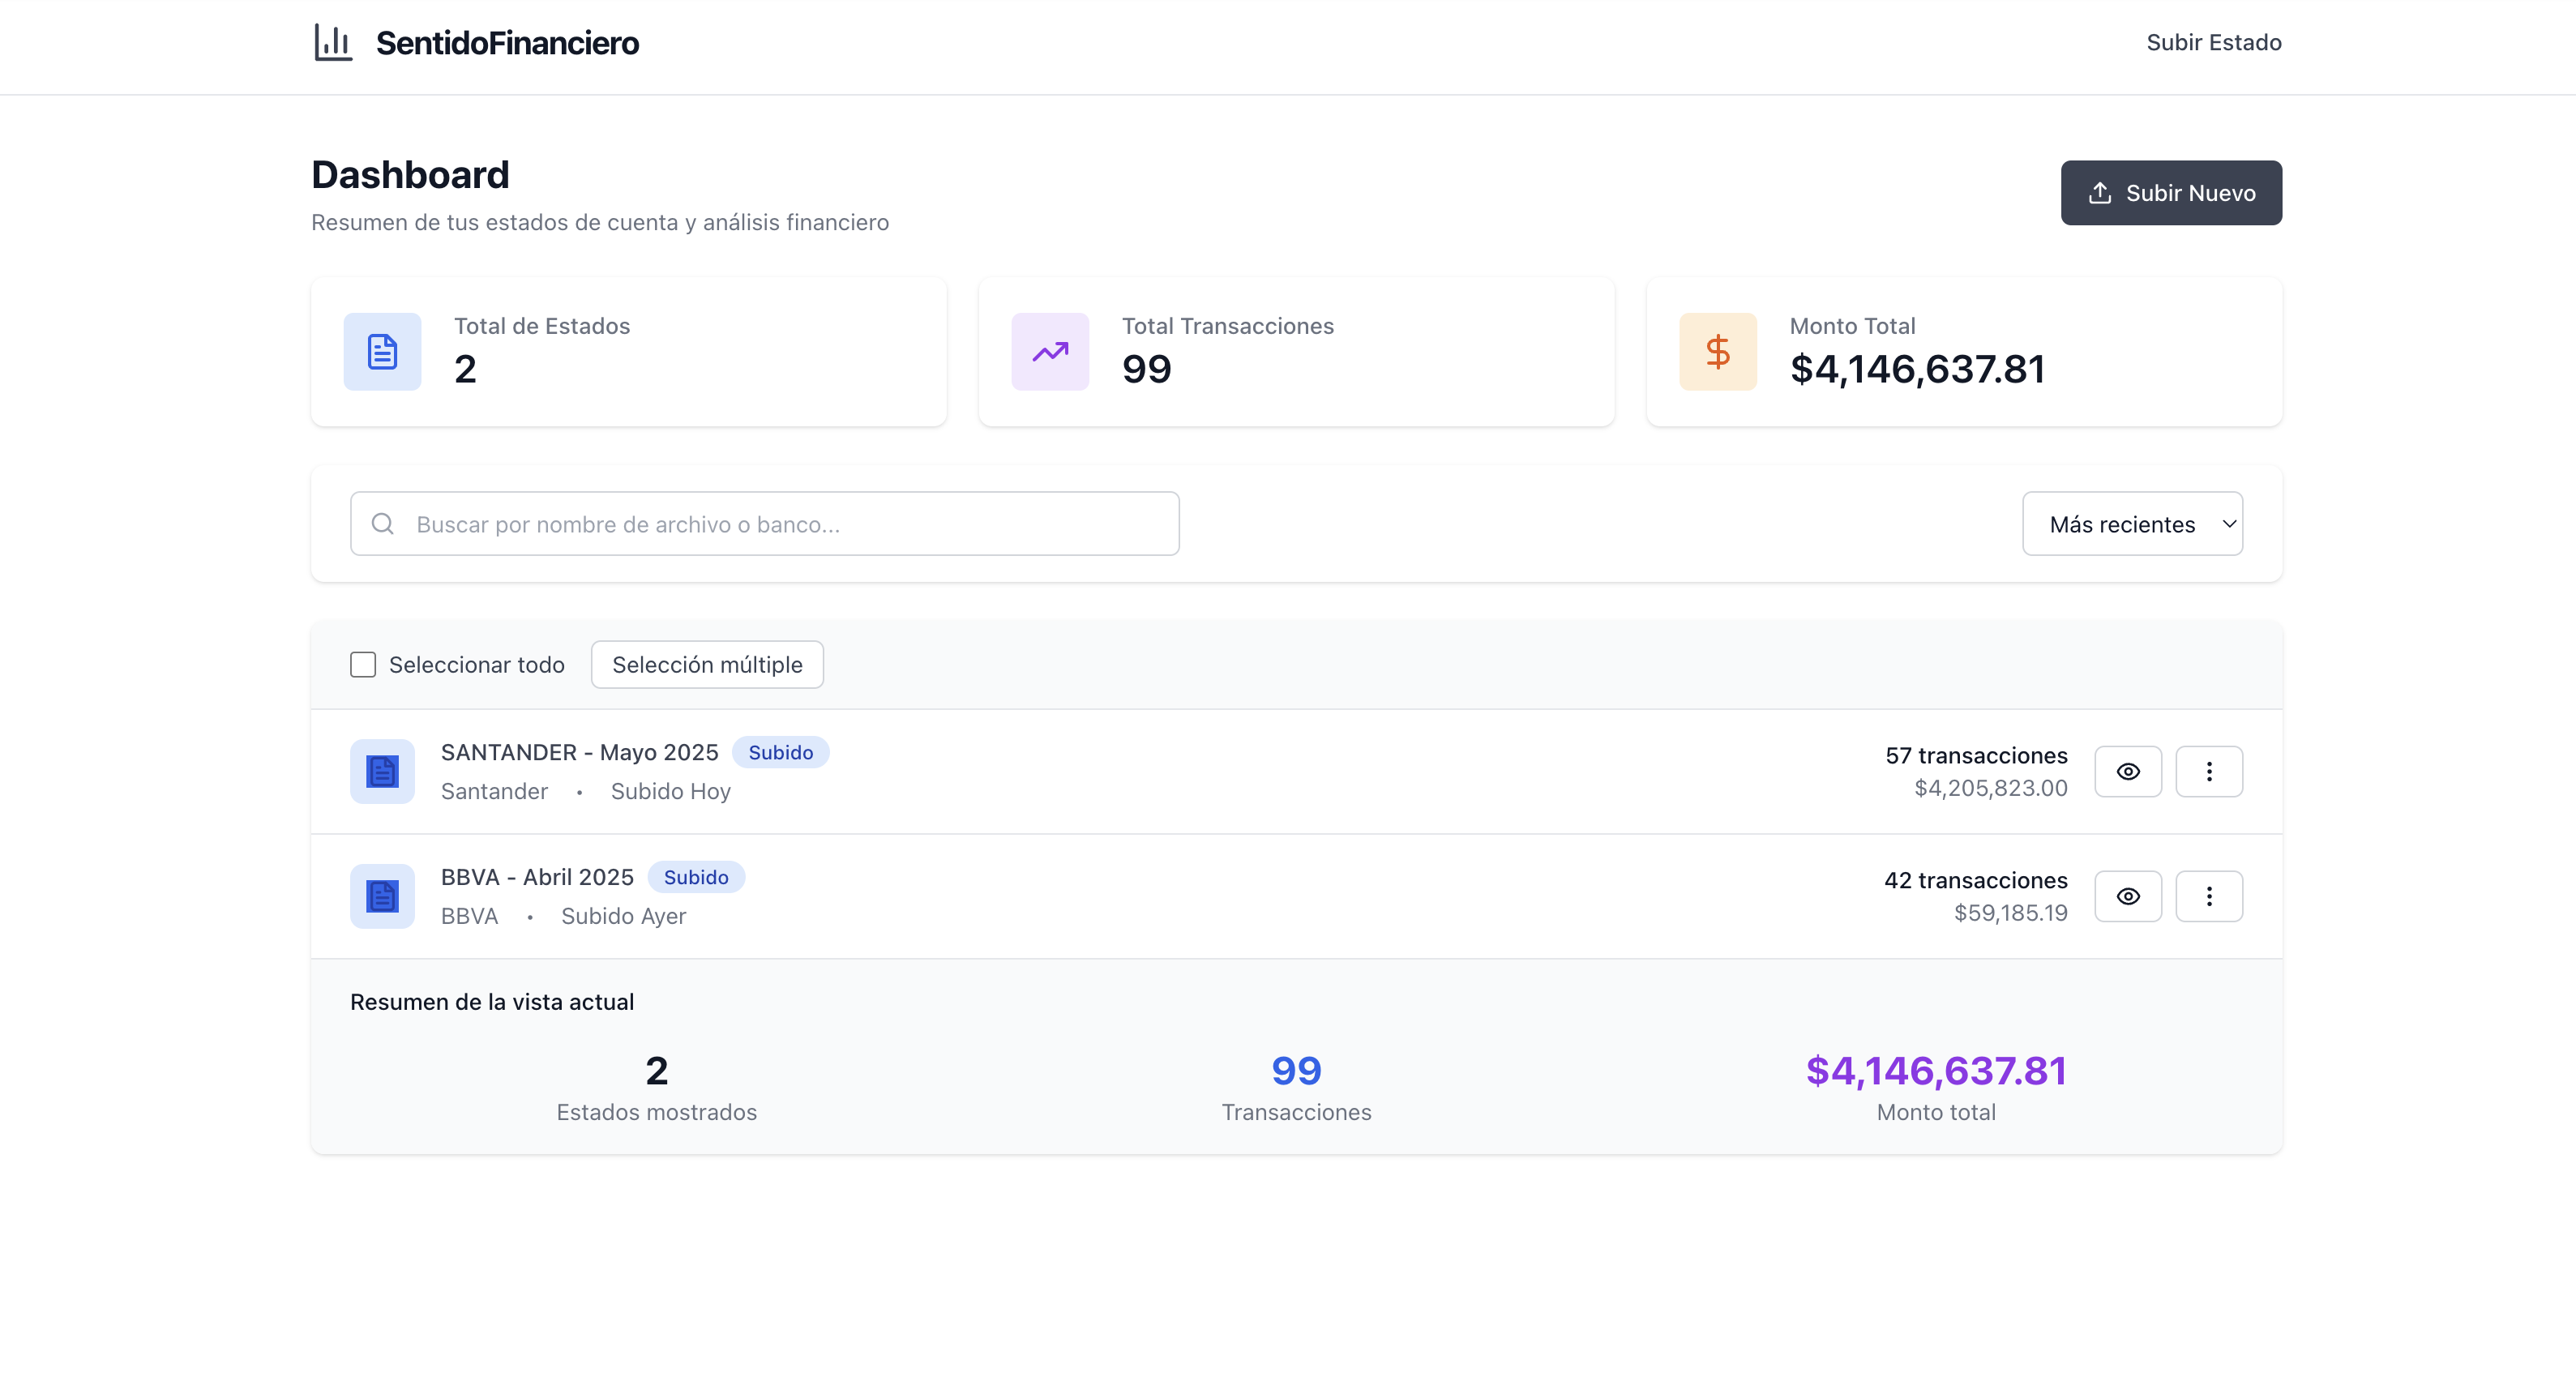 SentidoFinanciero
Subir Estado
Dashboard
Resumen de tus estados de cuenta y análisis financiero
Subir Nuevo
Total de Estados
2
Total Transacciones
99
Monto Total
$4,146,637.81
Buscar por nombre de archivo o banco...
Más recientes
Seleccionar todo
Selección múltiple
SANTANDER - Mayo 2025 Subido
Santander • Subido Hoy
57 transacciones
$4,205,823.00
BBVA - Abril 2025 Subido
BBVA • Subido Ayer
42 transacciones
$59,185.19
Resumen de la vista actual
2
Estados mostrados
99
Transacciones
$4,146,637.81
Monto total